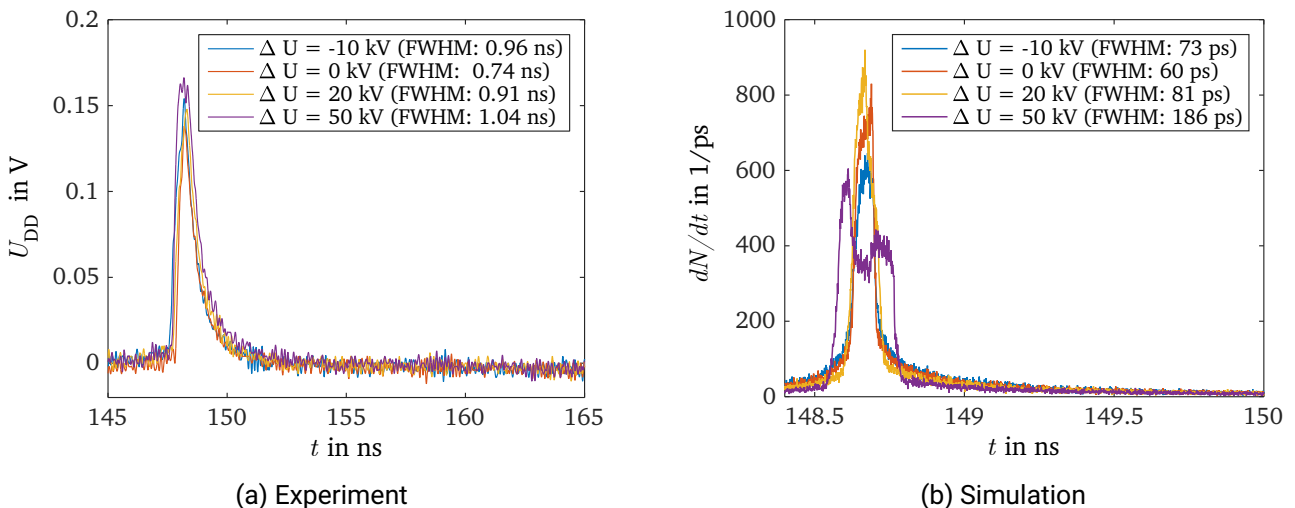 0.2
0.15
0.1
0.05
0
U_DD in V
Δ U = -10 kV (FWHM: 0.96 ns)
Δ U = 0 kV (FWHM: 0.74 ns)
Δ U = 20 kV (FWHM: 0.91 ns)
Δ U = 50 kV (FWHM: 1.04 ns)
145 150 155 160 165
t in ns
(a) Experiment
1000
800
600
400
200
0
dN/dt in 1/ps
Δ U = -10 kV (FWHM: 73 ps)
Δ U = 0 kV (FWHM: 60 ps)
Δ U = 20 kV (FWHM: 81 ps)
Δ U = 50 kV (FWHM: 186 ps)
148.5 149 149.5 150
t in ns
(b) Simulation